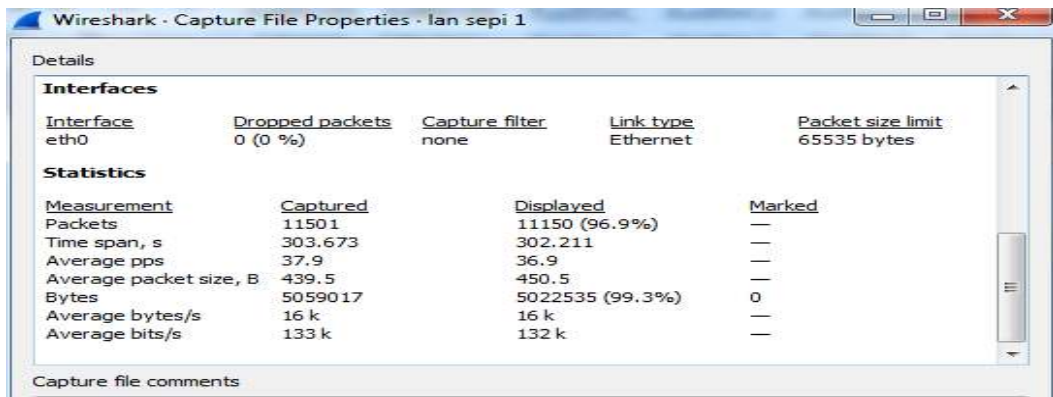 Wireshark · Capture File Properties · lan sepi 1
Details
Interfaces
Interface Dropped packets Capture filter Link type Packet size limit
eth0 0 (0 %) none Ethernet 65535 bytes
Statistics
Measurement Captured Displayed Marked
Packets 11501 11150 (96.9%) —
Time span, s 303.673 302.211 —
Average pps 37.9 36.9 —
Average packet size, B 439.5 450.5 —
Bytes 5059017 5022535 (99.3%) 0
Average bytes/s 16 k 16 k —
Average bits/s 133 k 132 k —
Capture file comments